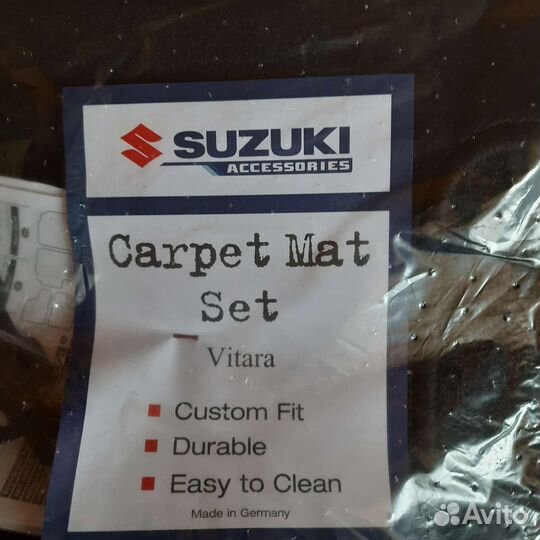 SUZUKI
ACCESSORIES
Carpet Mat
Set
Vitara
Custom Fit
Durable
Easy to Clean
Made in Germany
Avito